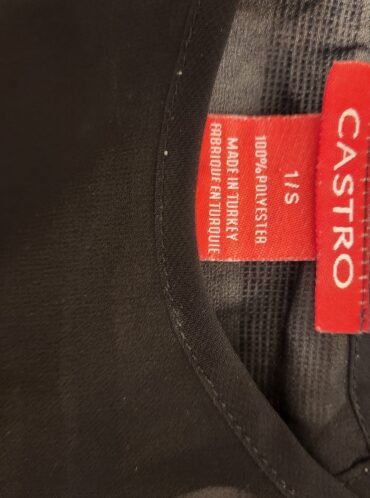 CASTRO
1/S
100% POLYESTER
MADE IN TURKEY
FABRIQUE EN TURQUIE